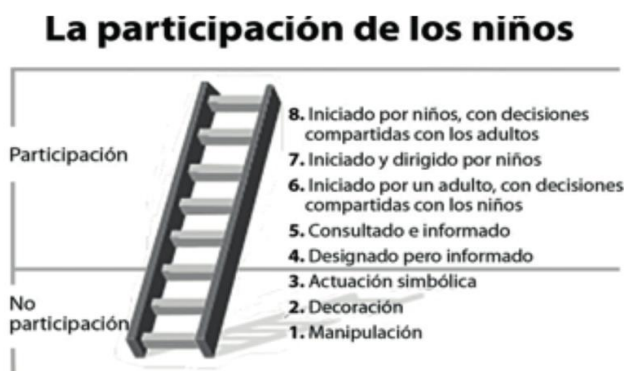 La participación de los niños
Participación
8. Iniciado por niños, con decisiones
compartidas con los adultos
7. Iniciado y dirigido por niños
6. Iniciado por un adulto, con decisiones
compartidas con los niños
5. Consultado e informado
4. Designado pero informado
3. Actuación simbólica
No
participación
2. Decoración
1. Manipulación